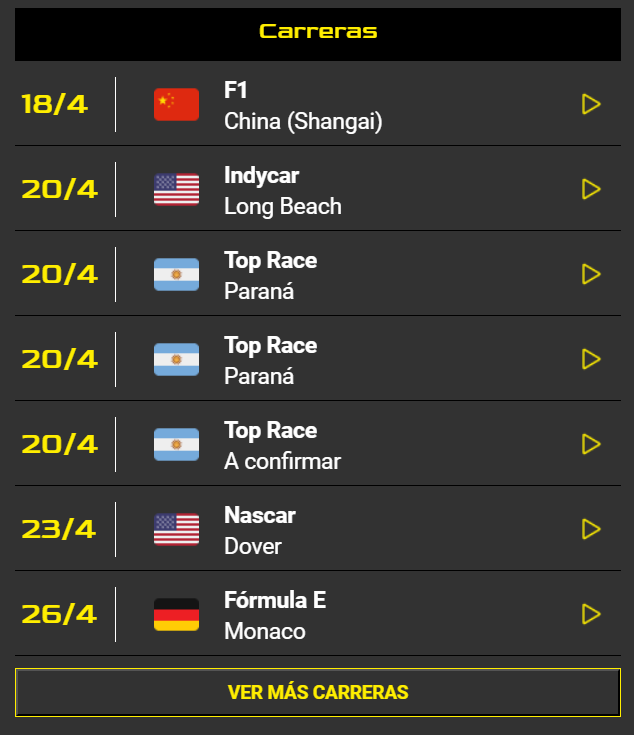 Carreras
18/4
F1
China (Shangai)
20/4
Indycar
Long Beach
20/4
Top Race
Paraná
20/4
Top Race
Paraná
20/4
Top Race
A confirmar
23/4
Nascar
Dover
26/4
Fórmula E
Monaco
VER MÁS CARRERAS